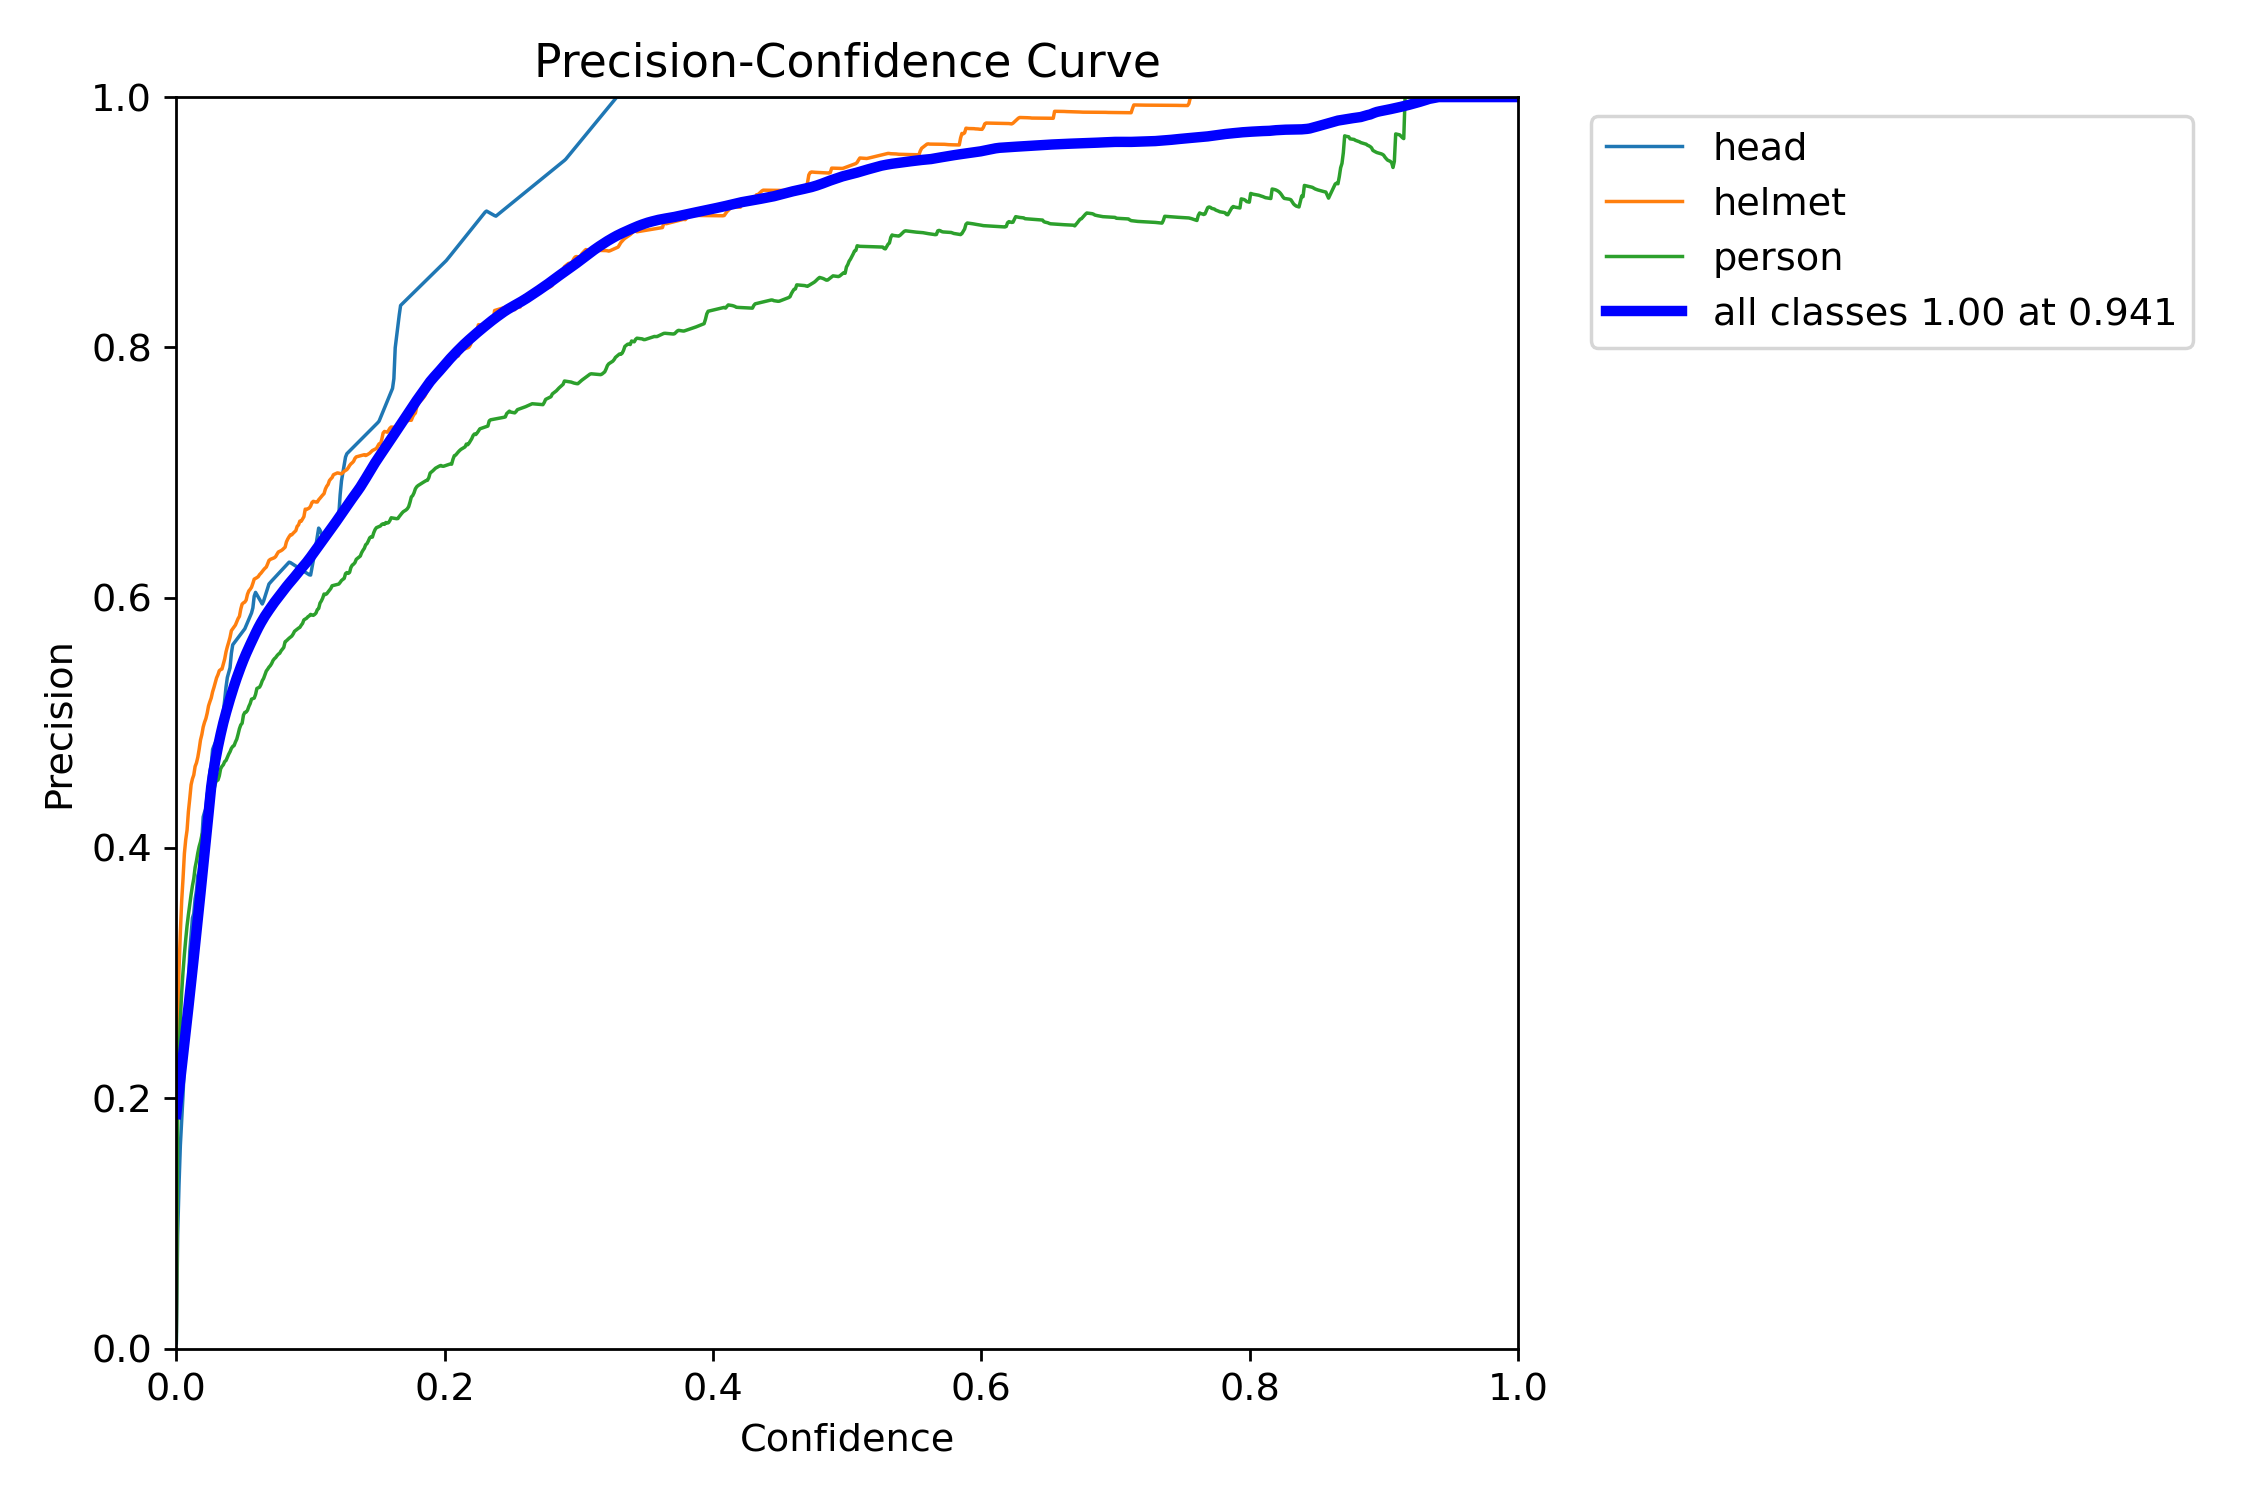 Precision-Confidence Curve
1.0
0.8
0.6
0.4
0.2
0.0
Precision
0.0 0.2 0.4 0.6 0.8 1.0
Confidence
head
helmet
person
all classes 1.00 at 0.941